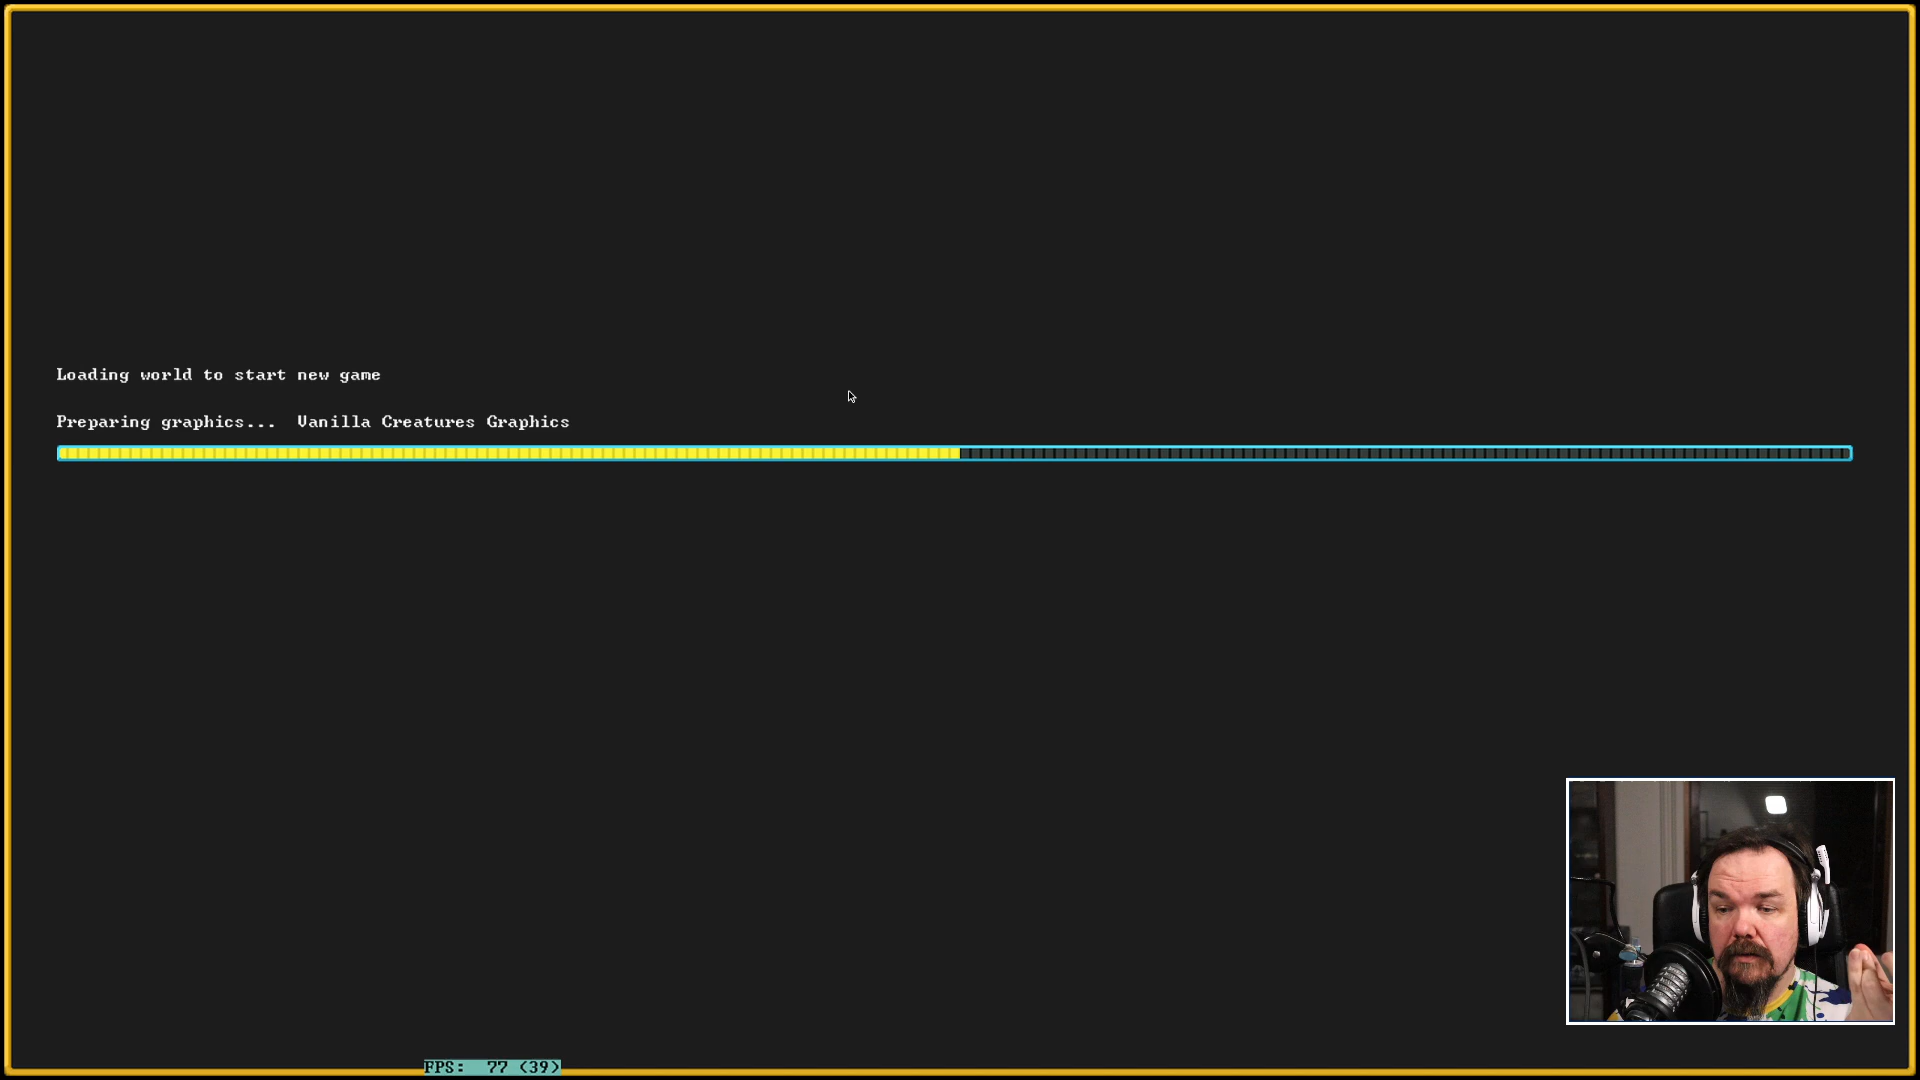 Loading world to start new game
Preparing graphics...  Vanilla Creatures Graphics
FPS:  77 (39)